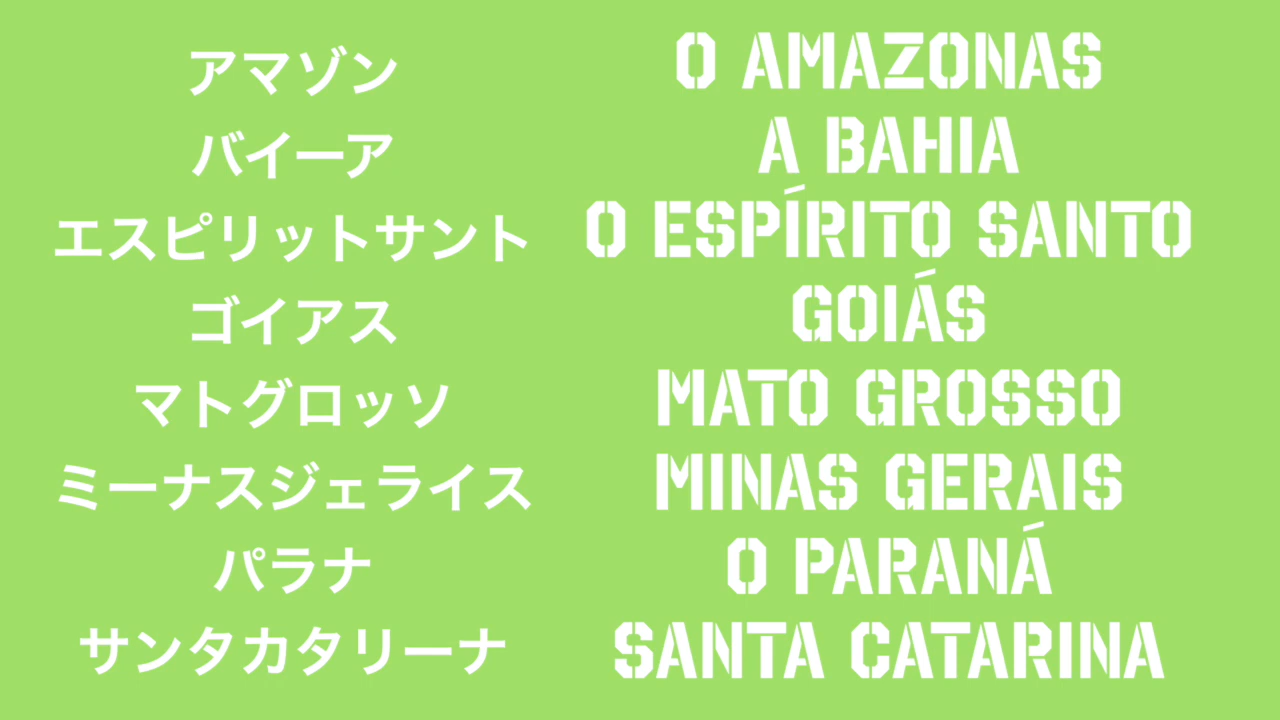 アマゾン O AMAZONAS
バイーア A BAHIA
エスピリットサント O ESPÍRITO SANTO
ゴイアス GOIÁS
マトグロッソ MATO GROSSO
ミーナスジェライス MINAS GERAIS
パラナ O PARANÁ
サンタカタリーナ SANTA CATARINA